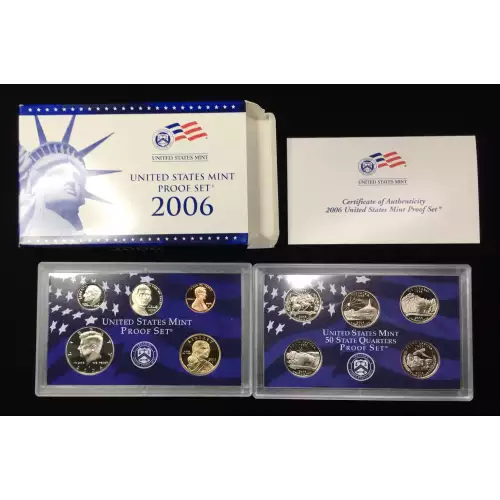 UNITED STATES MINT
UNITED STATES MINT
PROOF SET®
2006
UNITED STATES MINT
Certificate of Authenticity
2006 United States Mint Proof Set®
UNITED STATES MINT
PROOF SET®
UNITED STATES MINT
50 STATE QUARTERS
PROOF SET®
LIBERTY